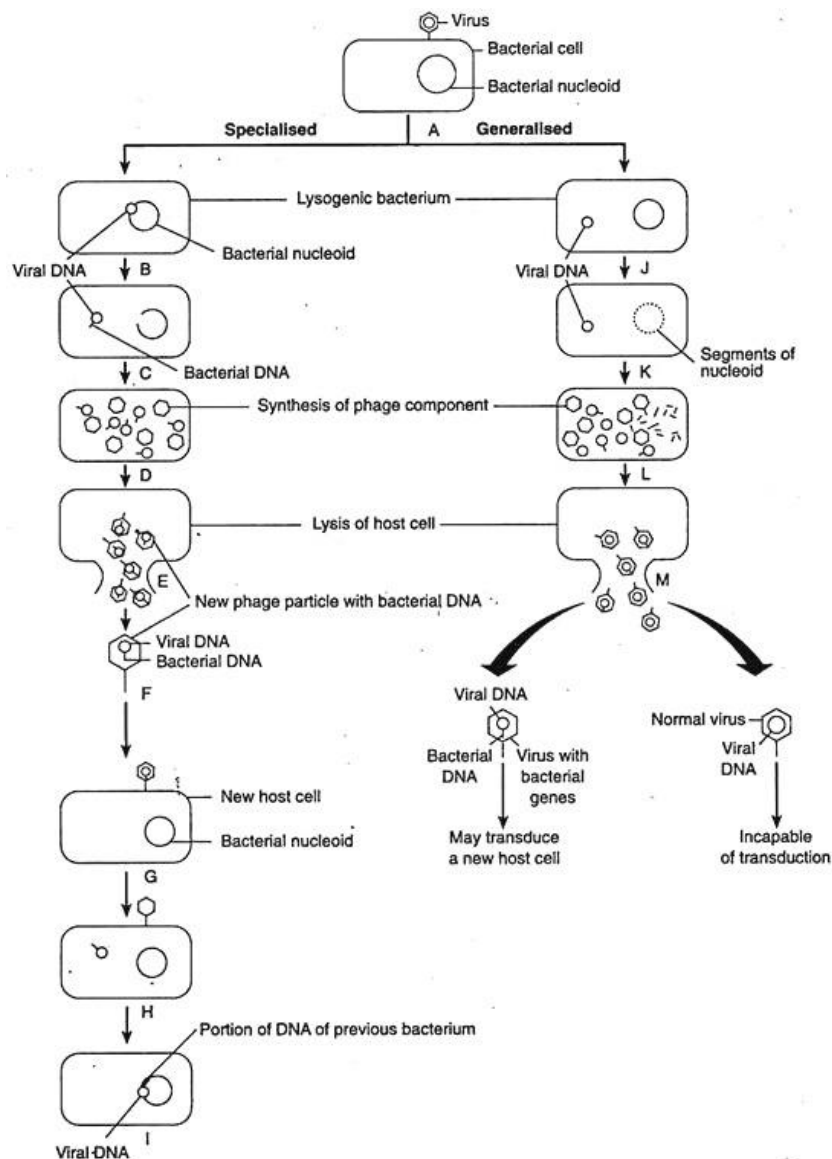 Virus
Bacterial cell
Bacterial nucleoid
Specialised
A
Generalised
Lysogenic bacterium
Bacterial nucleoid
Viral DNA
B
Viral DNA
J
Bacterial DNA
Segments of
nucleoid
C
K
Synthesis of phage component
D
L
Lysis of host cell
E
M
New phage particle with bacterial DNA
Viral DNA
Bacterial DNA
F
Viral DNA
Bacterial
DNA
Virus with
bacterial
genes
May transduce
a new host cell
Normal virus
Viral
DNA
Incapable
of transduction
New host cell
Bacterial nucleoid
G
H
Portion of DNA of previous bacterium
Viral DNA
I